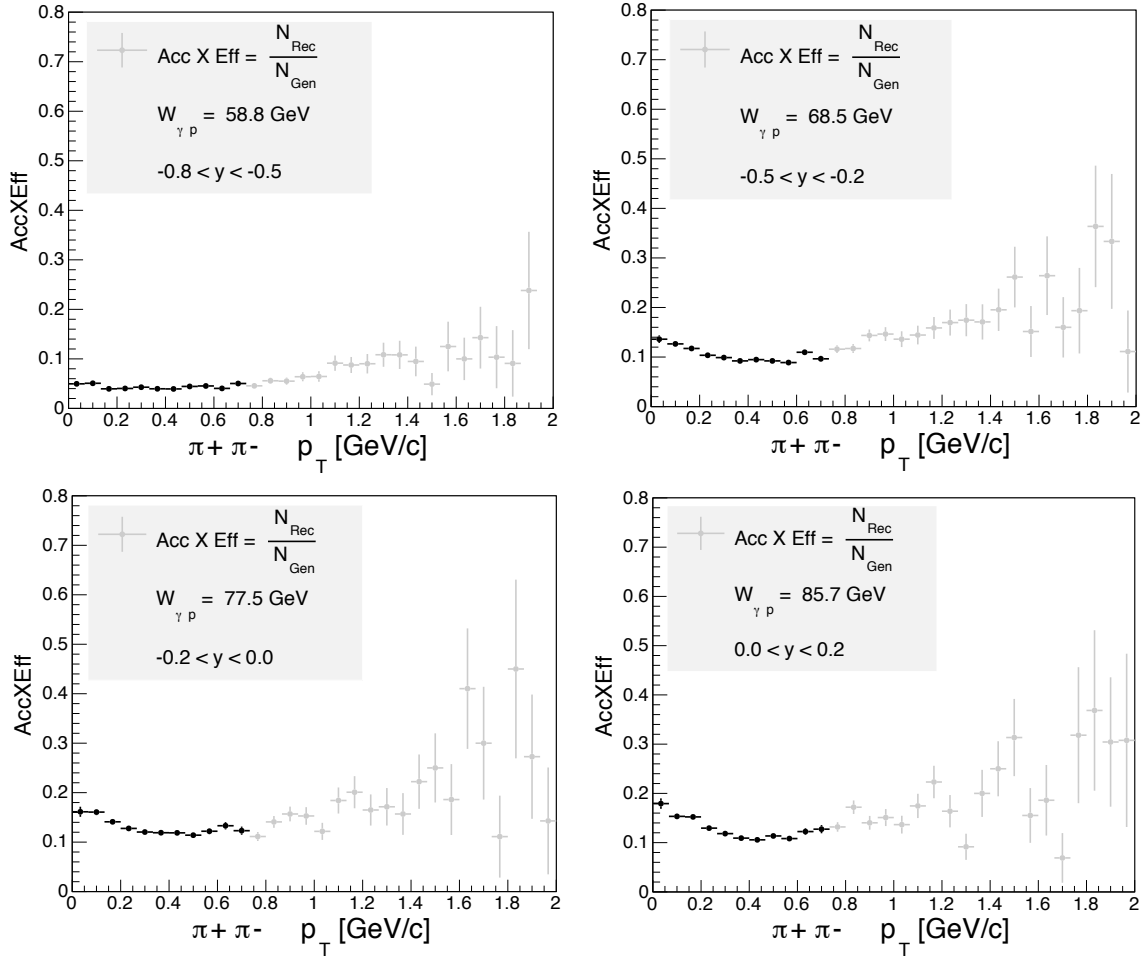 AccXEff
0.8
0.7
0.6
0.5
0.4
0.3
0.2
0.1
0
Acc X Eff = N_Rec / N_Gen
W_γ p = 58.8 GeV
-0.8 < y < -0.5
0 0.2 0.4 0.6 0.8 1 1.2 1.4 1.6 1.8 2
π+ π- p_T [GeV/c]
AccXEff
0.8
0.7
0.6
0.5
0.4
0.3
0.2
0.1
0
Acc X Eff = N_Rec / N_Gen
W_γ p = 68.5 GeV
-0.5 < y < -0.2
0 0.2 0.4 0.6 0.8 1 1.2 1.4 1.6 1.8 2
π+ π- p_T [GeV/c]
AccXEff
0.8
0.7
0.6
0.5
0.4
0.3
0.2
0.1
0
Acc X Eff = N_Rec / N_Gen
W_γ p = 77.5 GeV
-0.2 < y < 0.0
0 0.2 0.4 0.6 0.8 1 1.2 1.4 1.6 1.8 2
π+ π- p_T [GeV/c]
AccXEff
0.8
0.7
0.6
0.5
0.4
0.3
0.2
0.1
0
Acc X Eff = N_Rec / N_Gen
W_γ p = 85.7 GeV
0.0 < y < 0.2
0 0.2 0.4 0.6 0.8 1 1.2 1.4 1.6 1.8 2
π+ π- p_T [GeV/c]